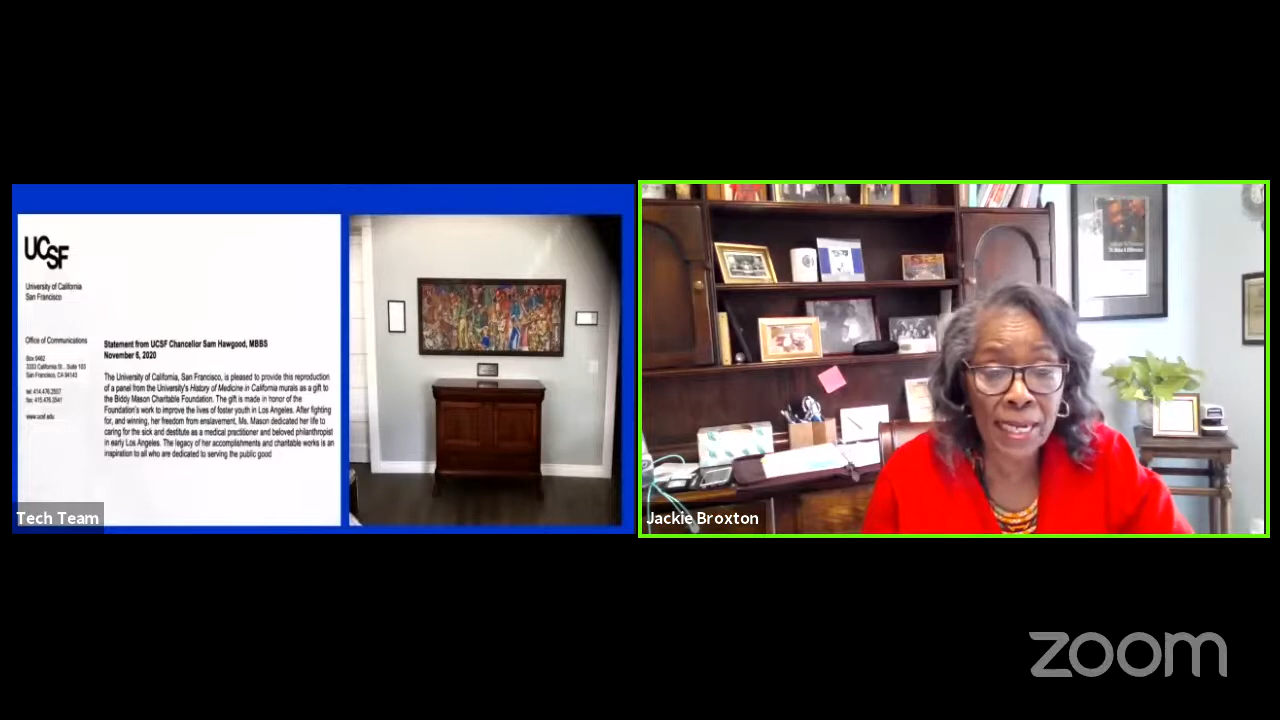 UCSF
University of California
San Francisco
Office of Communications
Box 0462
3333 California St., Suite 103
San Francisco, CA 94143
tel: 414.476.2557
fax: 415.476.3541
www.ucsf.edu
Statement from UCSF Chancellor Sam Hawgood, MBBS
November 6, 2020
The University of California, San Francisco, is pleased to provide this reproduction
of a panel from the University's History of Medicine in California murals as a gift to
the Biddy Mason Charitable Foundation. The gift is made in honor of the
Foundation's work to improve the lives of foster youth in Los Angeles. After fighting
for, and winning, her freedom from enslavement, Ms. Mason dedicated her life to
caring for the sick and destitute as a medical practitioner and beloved philanthropist
in early Los Angeles. The legacy of her accomplishments and charitable works is an
inspiration to all who are dedicated to serving the public good
Tech Team
Jackie Broxton
zoom